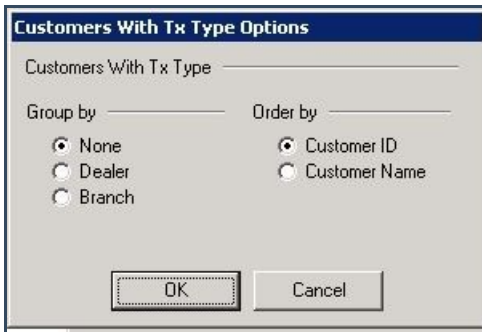 Customers With Tx Type Options
Customers With Tx Type
Group by Order by
None Customer ID
Dealer Customer Name
Branch
OK Cancel